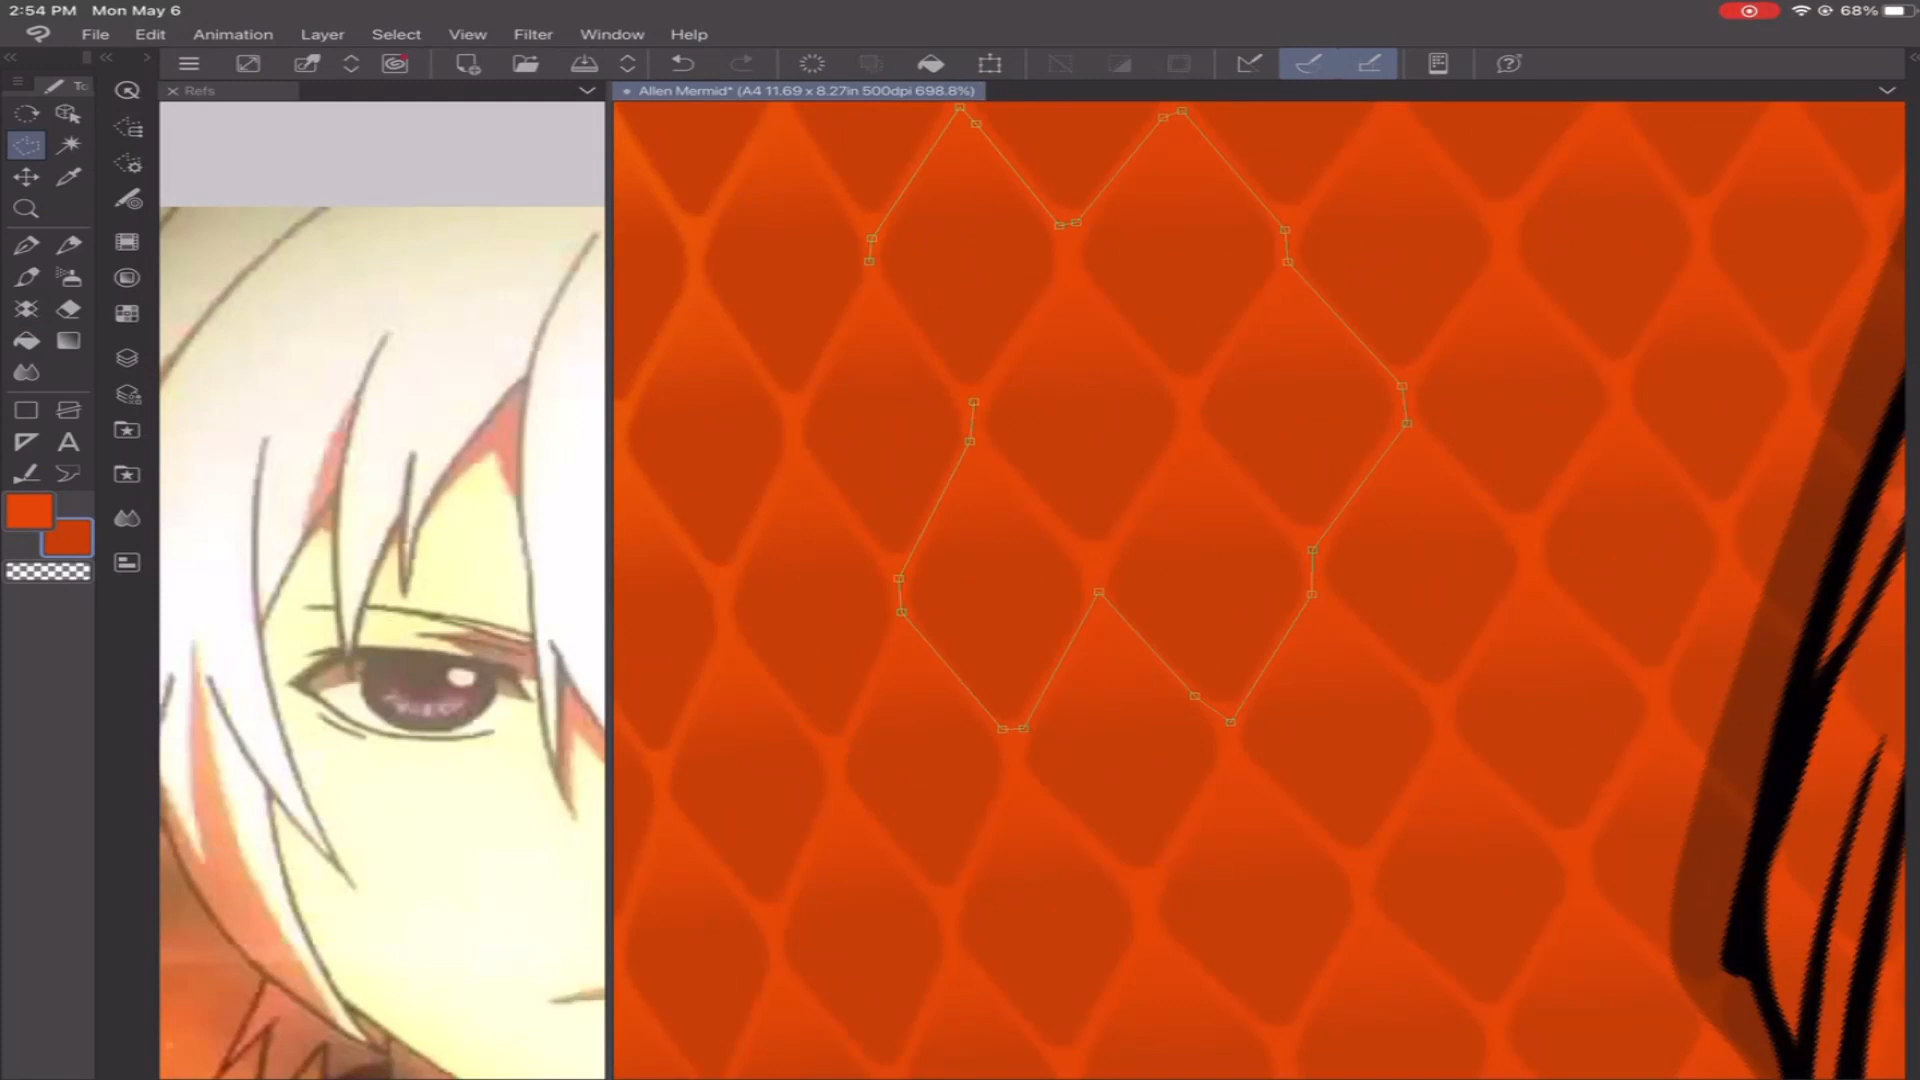 2:54 PM Mon May 6
68%
File Edit Animation Layer Select View Filter Window Help
To
Refs
Allen Mermid* (A4 11.69 x 8.27in 500dpi 698.8%)
A